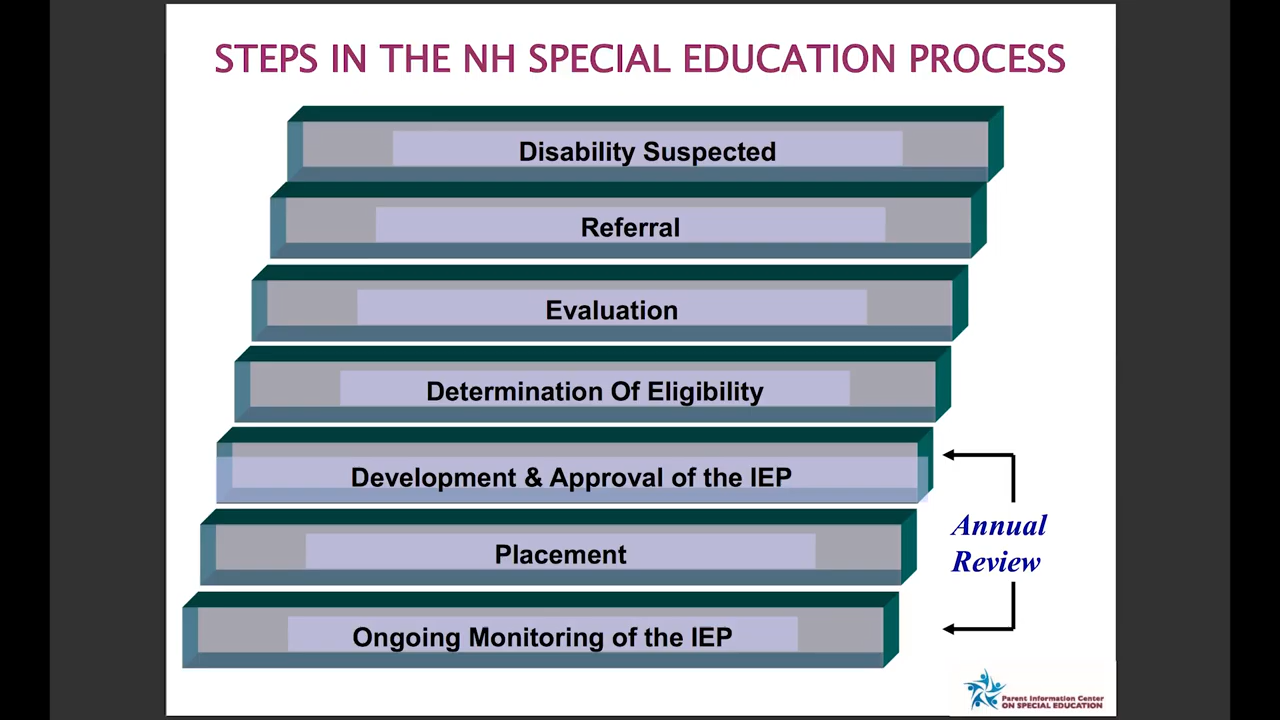 STEPS IN THE NH SPECIAL EDUCATION PROCESS
Disability Suspected
Referral
Evaluation
Determination Of Eligibility
Development & Approval of the IEP
Placement
Ongoing Monitoring of the IEP
Annual
Review
Parent Information Center
ON SPECIAL EDUCATION